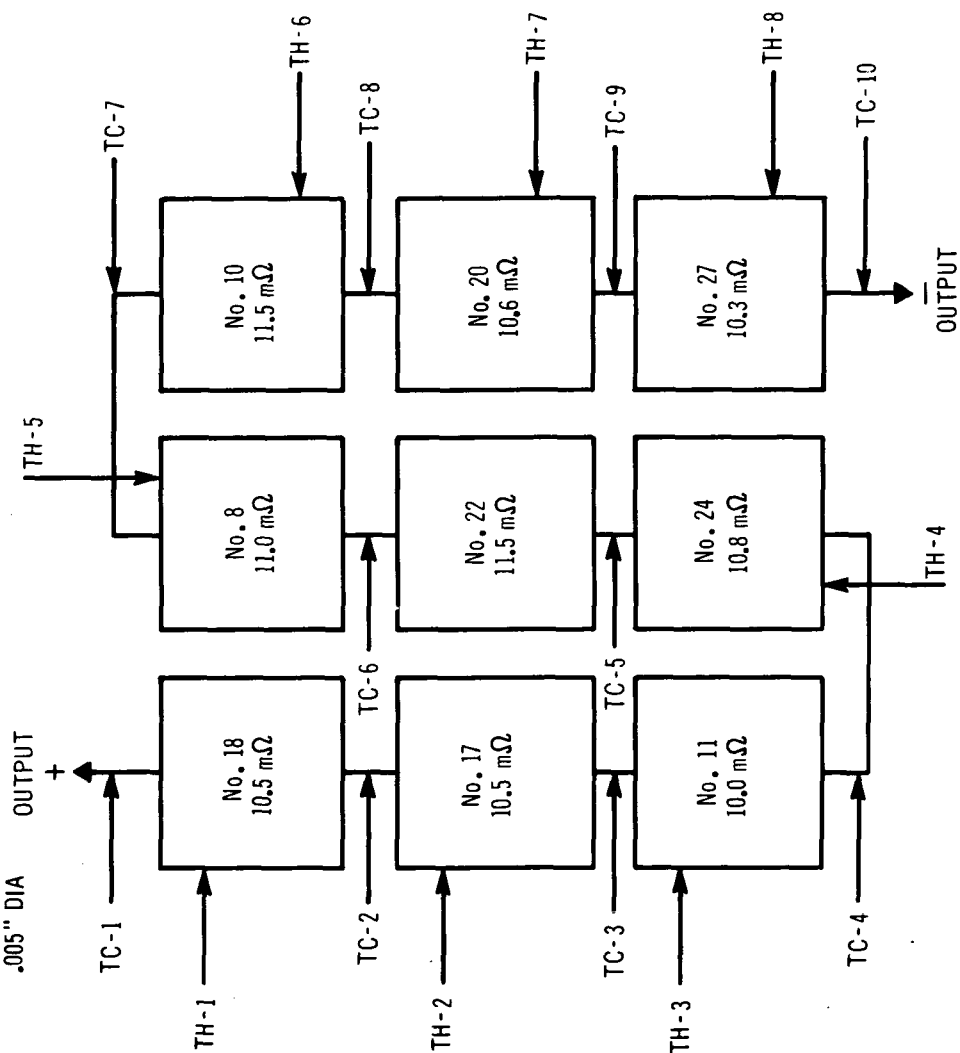 .005" DIA
OUTPUT
+
TC-1
TH-1
No. 18
10.5 mΩ
TC-2
TH-2
No. 17
10.5 mΩ
TC-3
TH-3
No. 11
10.0 mΩ
TC-4
TH-4
No. 24
10.8 mΩ
TC-5
No. 22
11.5 mΩ
TC-6
No. 8
11.0 mΩ
TH-5
TC-7
No. 10
11.5 mΩ
TH-6
TC-8
No. 20
10.6 mΩ
TH-7
TC-9
No. 27
10.3 mΩ
TH-8
TC-10
−
OUTPUT